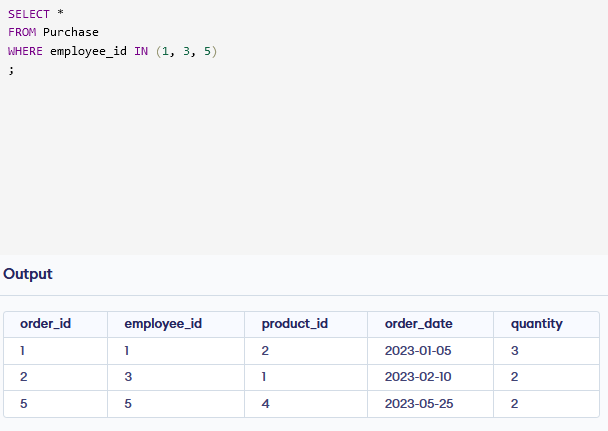 SELECT *
FROM Purchase
WHERE employee_id IN (1, 3, 5)
;
Output
order_id employee_id product_id order_date quantity
1 1 2 2023-01-05 3
2 3 1 2023-02-10 2
5 5 4 2023-05-25 2